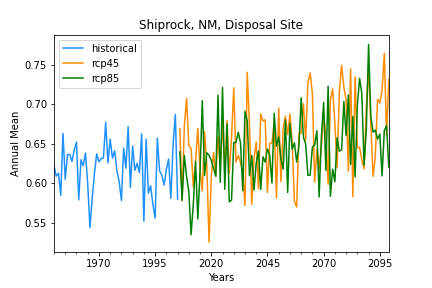 Shiprock, NM, Disposal Site
historical
rcp45
rcp85
Annual Mean
0.75
0.70
0.65
0.60
0.55
1970 1995 2020 2045 2070 2095
Years